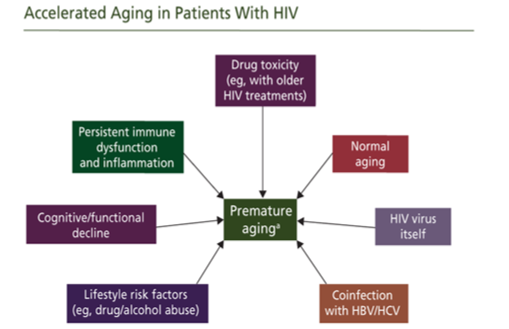 Accelerated Aging in Patients With HIV
Drug toxicity
(eg, with older
HIV treatments)
Persistent immune
dysfunction
and inflammation
Normal
aging
Cognitive/functional
decline
Premature
agingᵃ
HIV virus
itself
Lifestyle risk factors
(eg, drug/alcohol abuse)
Coinfection
with HBV/HCV